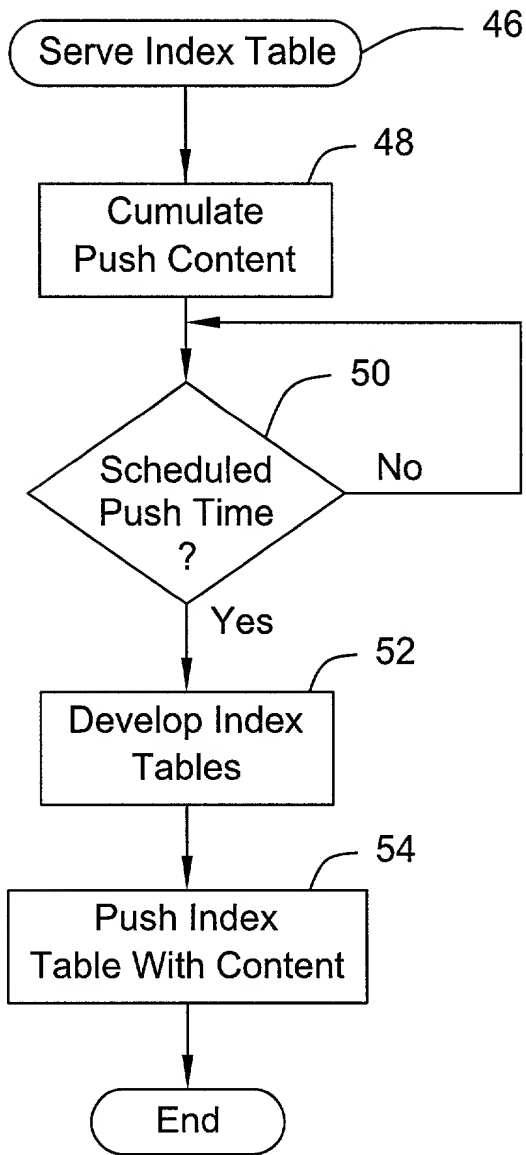 Serve Index Table
46
48
Cumulate
Push Content
50
Scheduled
Push Time
?
No
Yes
52
Develop Index
Tables
54
Push Index
Table With Content
End